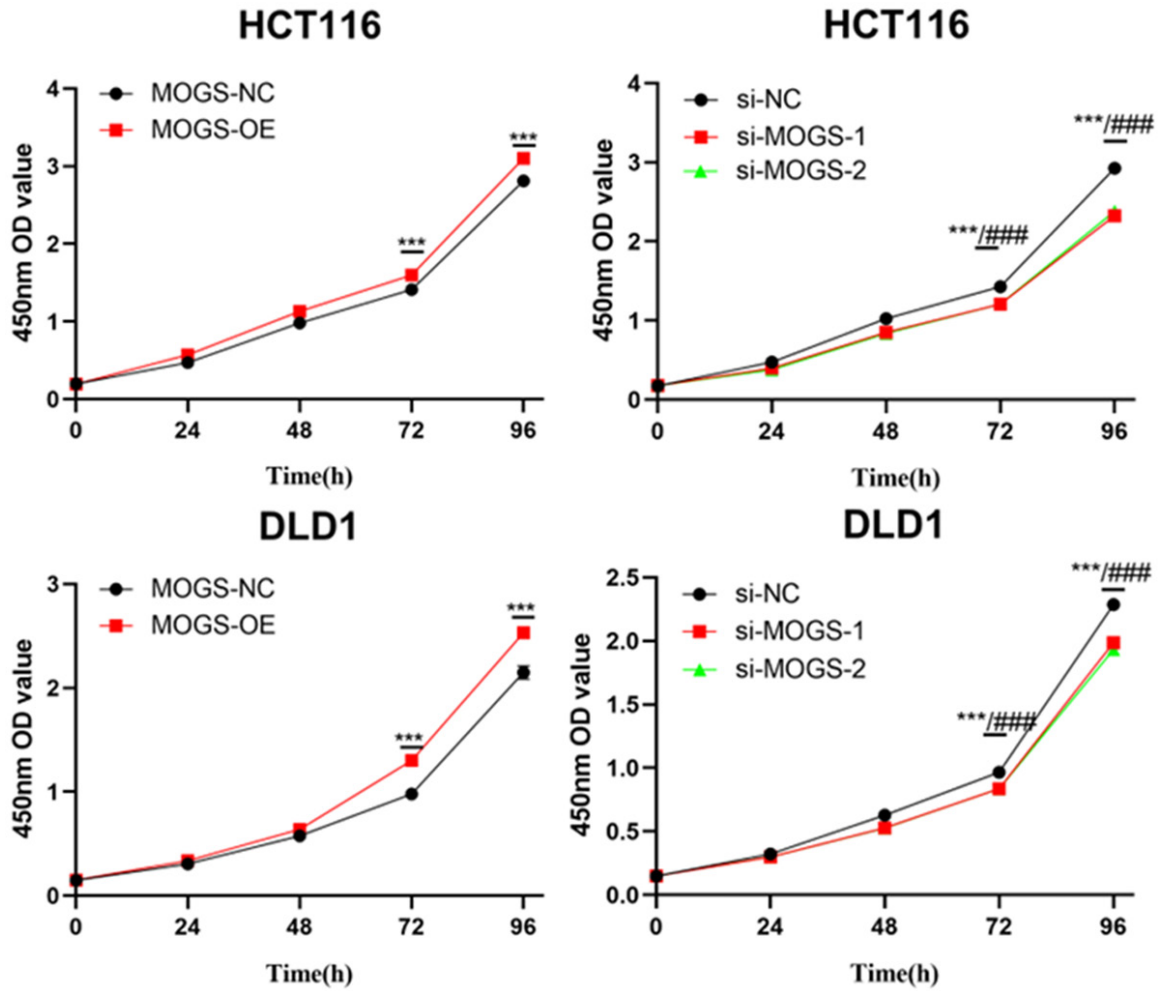 HCT116
450nm OD value
MOGS-NC
MOGS-OE
4
3
2
1
0
***
***
0 24 48 72 96
Time(h)
HCT116
450nm OD value
si-NC
si-MOGS-1
si-MOGS-2
4
3
2
1
0
***/###
***/###
0 24 48 72 96
Time(h)
DLD1
450nm OD value
MOGS-NC
MOGS-OE
3
2
1
0
***
***
0 24 48 72 96
Time(h)
DLD1
450nm OD value
si-NC
si-MOGS-1
si-MOGS-2
2.5
2.0
1.5
1.0
0.5
0.0
***/###
***/###
0 24 48 72 96
Time(h)